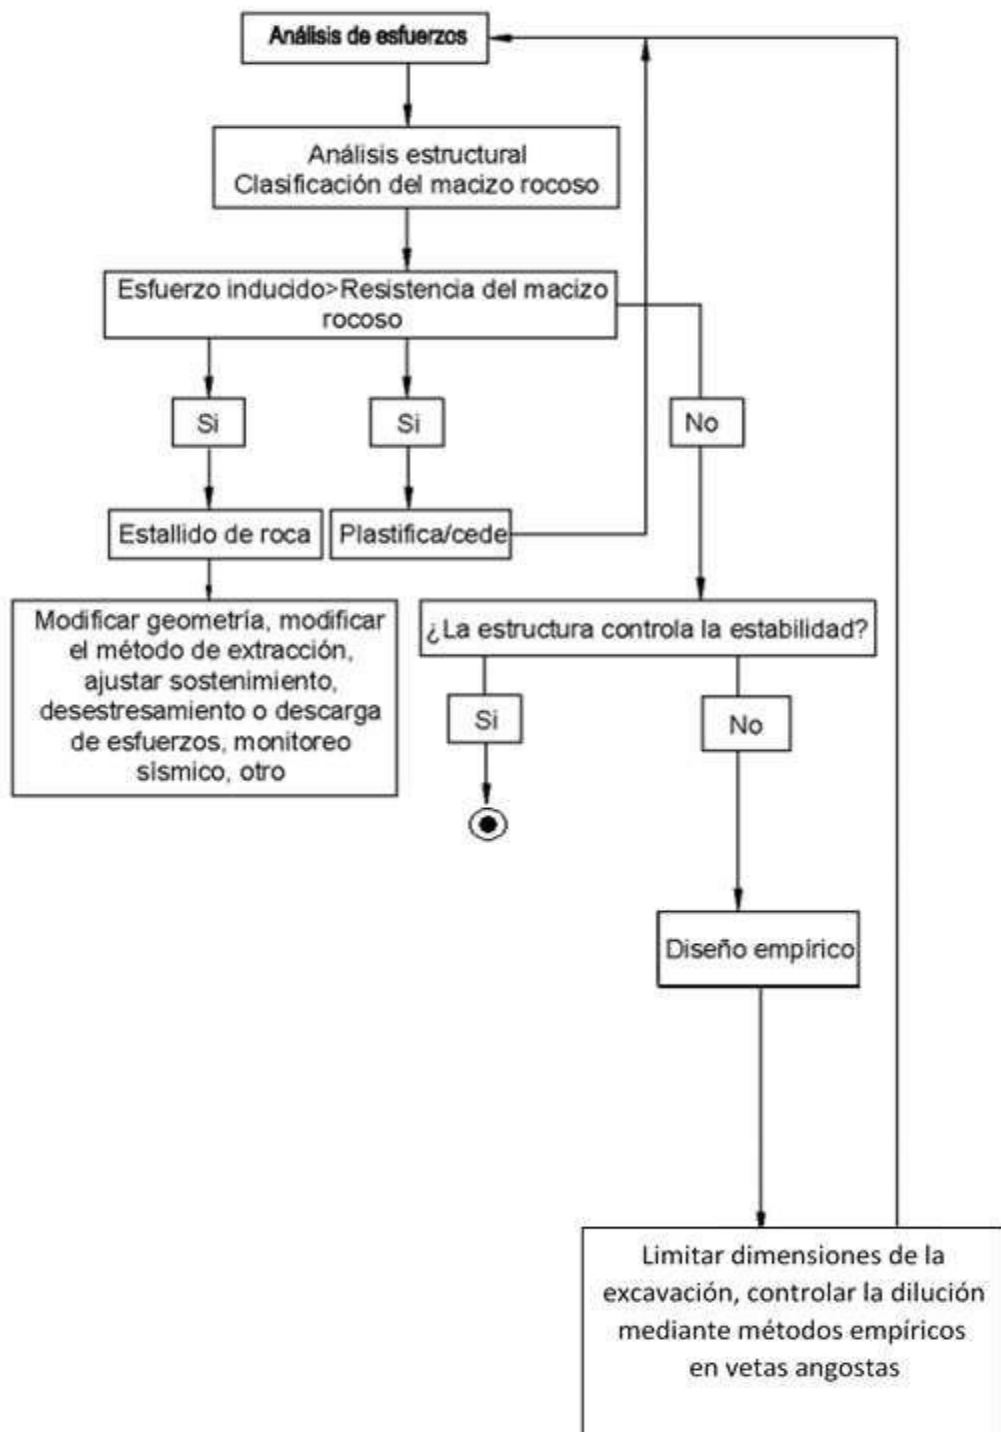 Análisis de esfuerzos
Análisis estructural
Clasificación del macizo rocoso
Esfuerzo inducido>Resistencia del macizo
rocoso
Si
Si
No
Estallido de roca
Plastifica/cede
Modificar geometría, modificar
el método de extracción,
ajustar sostenimiento,
desestresamiento o descarga
de esfuerzos, monitoreo
sísmico, otro
¿La estructura controla la estabilidad?
Si
No
Diseño empírico
Limitar dimensiones de la
excavación, controlar la dilución
mediante métodos empíricos
en vetas angostas